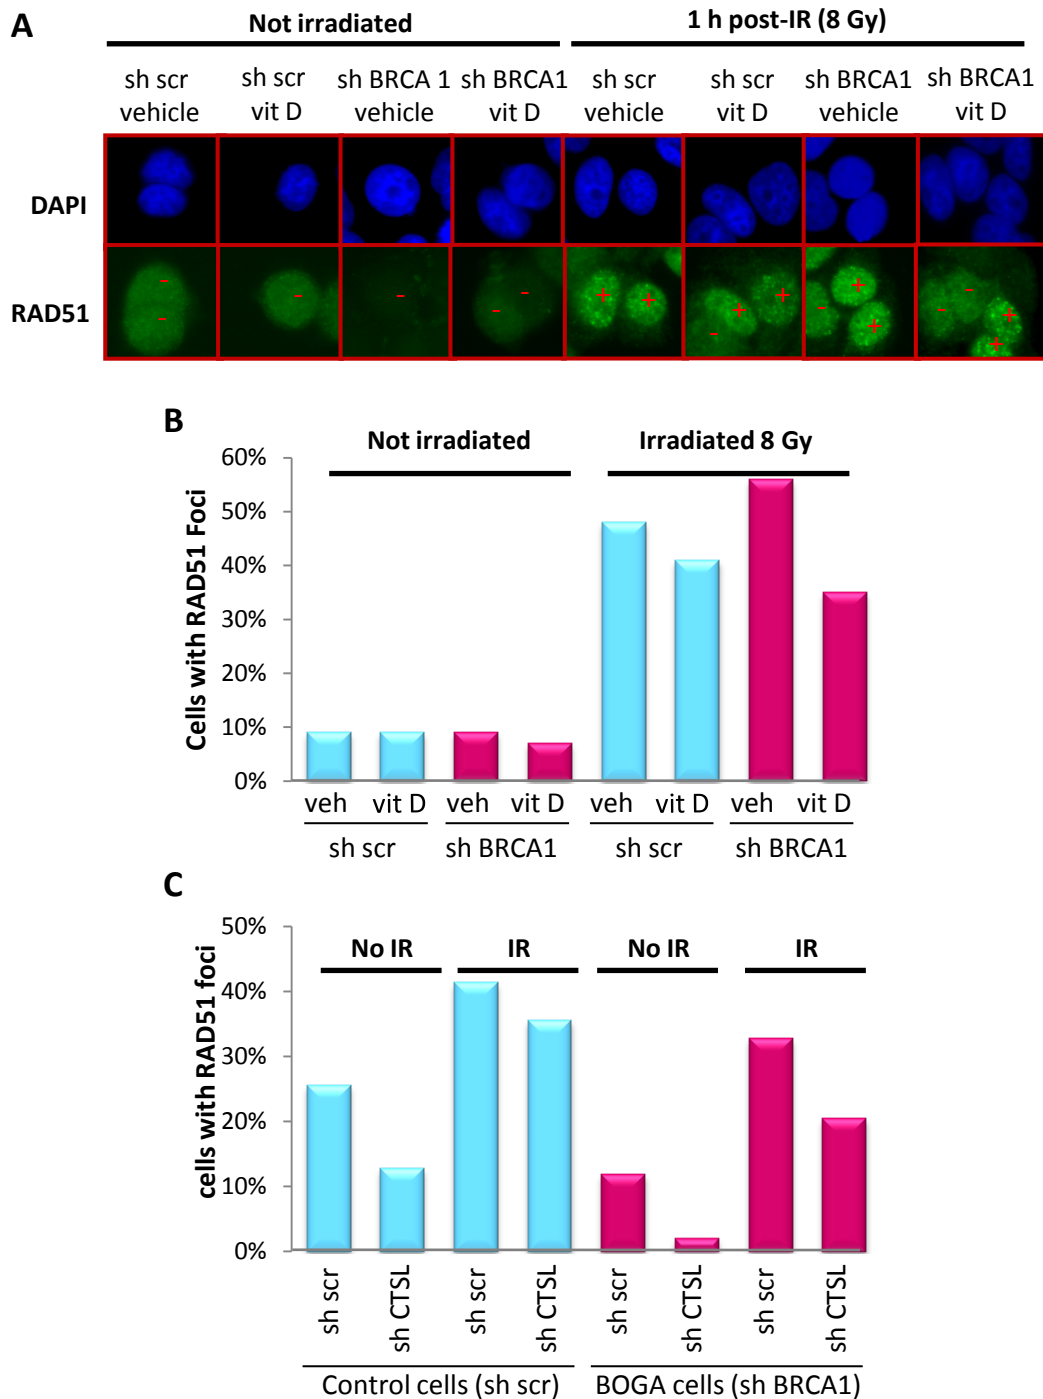 A
Not irradiated
1 h post-IR (8 Gy)
sh scr vehicle
sh scr vit D
sh BRCA 1 vehicle
sh BRCA1 vit D
sh scr vehicle
sh scr vit D
sh BRCA1 vehicle
sh BRCA1 vit D
DAPI
RAD51
- - - - - - + + + + - - + + - - + +
B
Not irradiated
Irradiated 8 Gy
Cells with RAD51 Foci
60%
50%
40%
30%
20%
10%
0%
veh vit D veh vit D veh vit D veh vit D
sh scr sh BRCA1 sh scr sh BRCA1
C
No IR IR No IR IR
cells with RAD51 foci
50%
40%
30%
20%
10%
0%
sh scr
sh CTSL
sh scr
sh CTSL
sh scr
sh CTSL
sh scr
sh CTSL
Control cells (sh scr) BOGA cells (sh BRCA1)